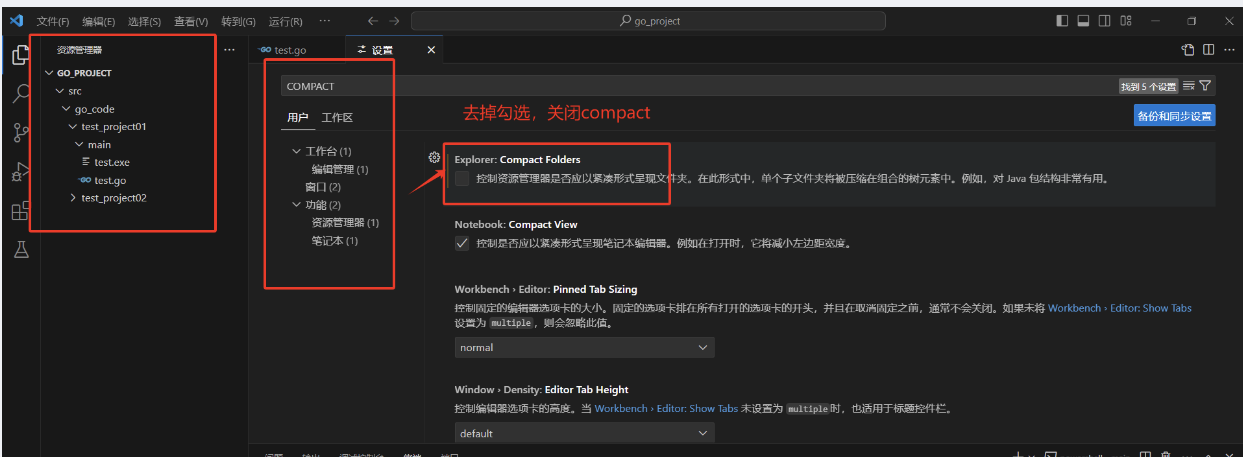 文件(F) 编辑(E) 选择(S) 查看(V) 转到(G) 运行(R) ··· go_project
资源管理器 ···
GO_PROJECT
src
go_code
test_project01
main
test.exe
test.go
test_project02
test.go 设置
COMPACT
找到 5 个设置
去掉勾选，关闭compact
用户 工作区
备份和同步设置
工作台 (1)
编辑管理 (1)
窗口 (2)
功能 (2)
资源管理器 (1)
笔记本 (1)
Explorer: Compact Folders
控制资源管理器是否应以紧凑形式呈现文件夹。在此形式中，单个子文件夹将被压缩在组合的树元素中。例如，对 Java 包结构非常有用。
Notebook: Compact View
控制是否应以紧凑形式呈现笔记本编辑器。例如在打开时，它将减小左边距宽度。
Workbench › Editor: Pinned Tab Sizing
控制固定的编辑器选项卡的大小。固定的选项卡排在所有打开的选项卡的开头，并且在取消固定之前，通常不会关闭。如果未将 Workbench › Editor: Show Tabs
设置为 multiple，则会忽略此值。
normal
Window › Density: Editor Tab Height
控制编辑器选项卡的高度。当 Workbench › Editor: Show Tabs 未设置为 multiple时，也适用于标题控件栏。
default